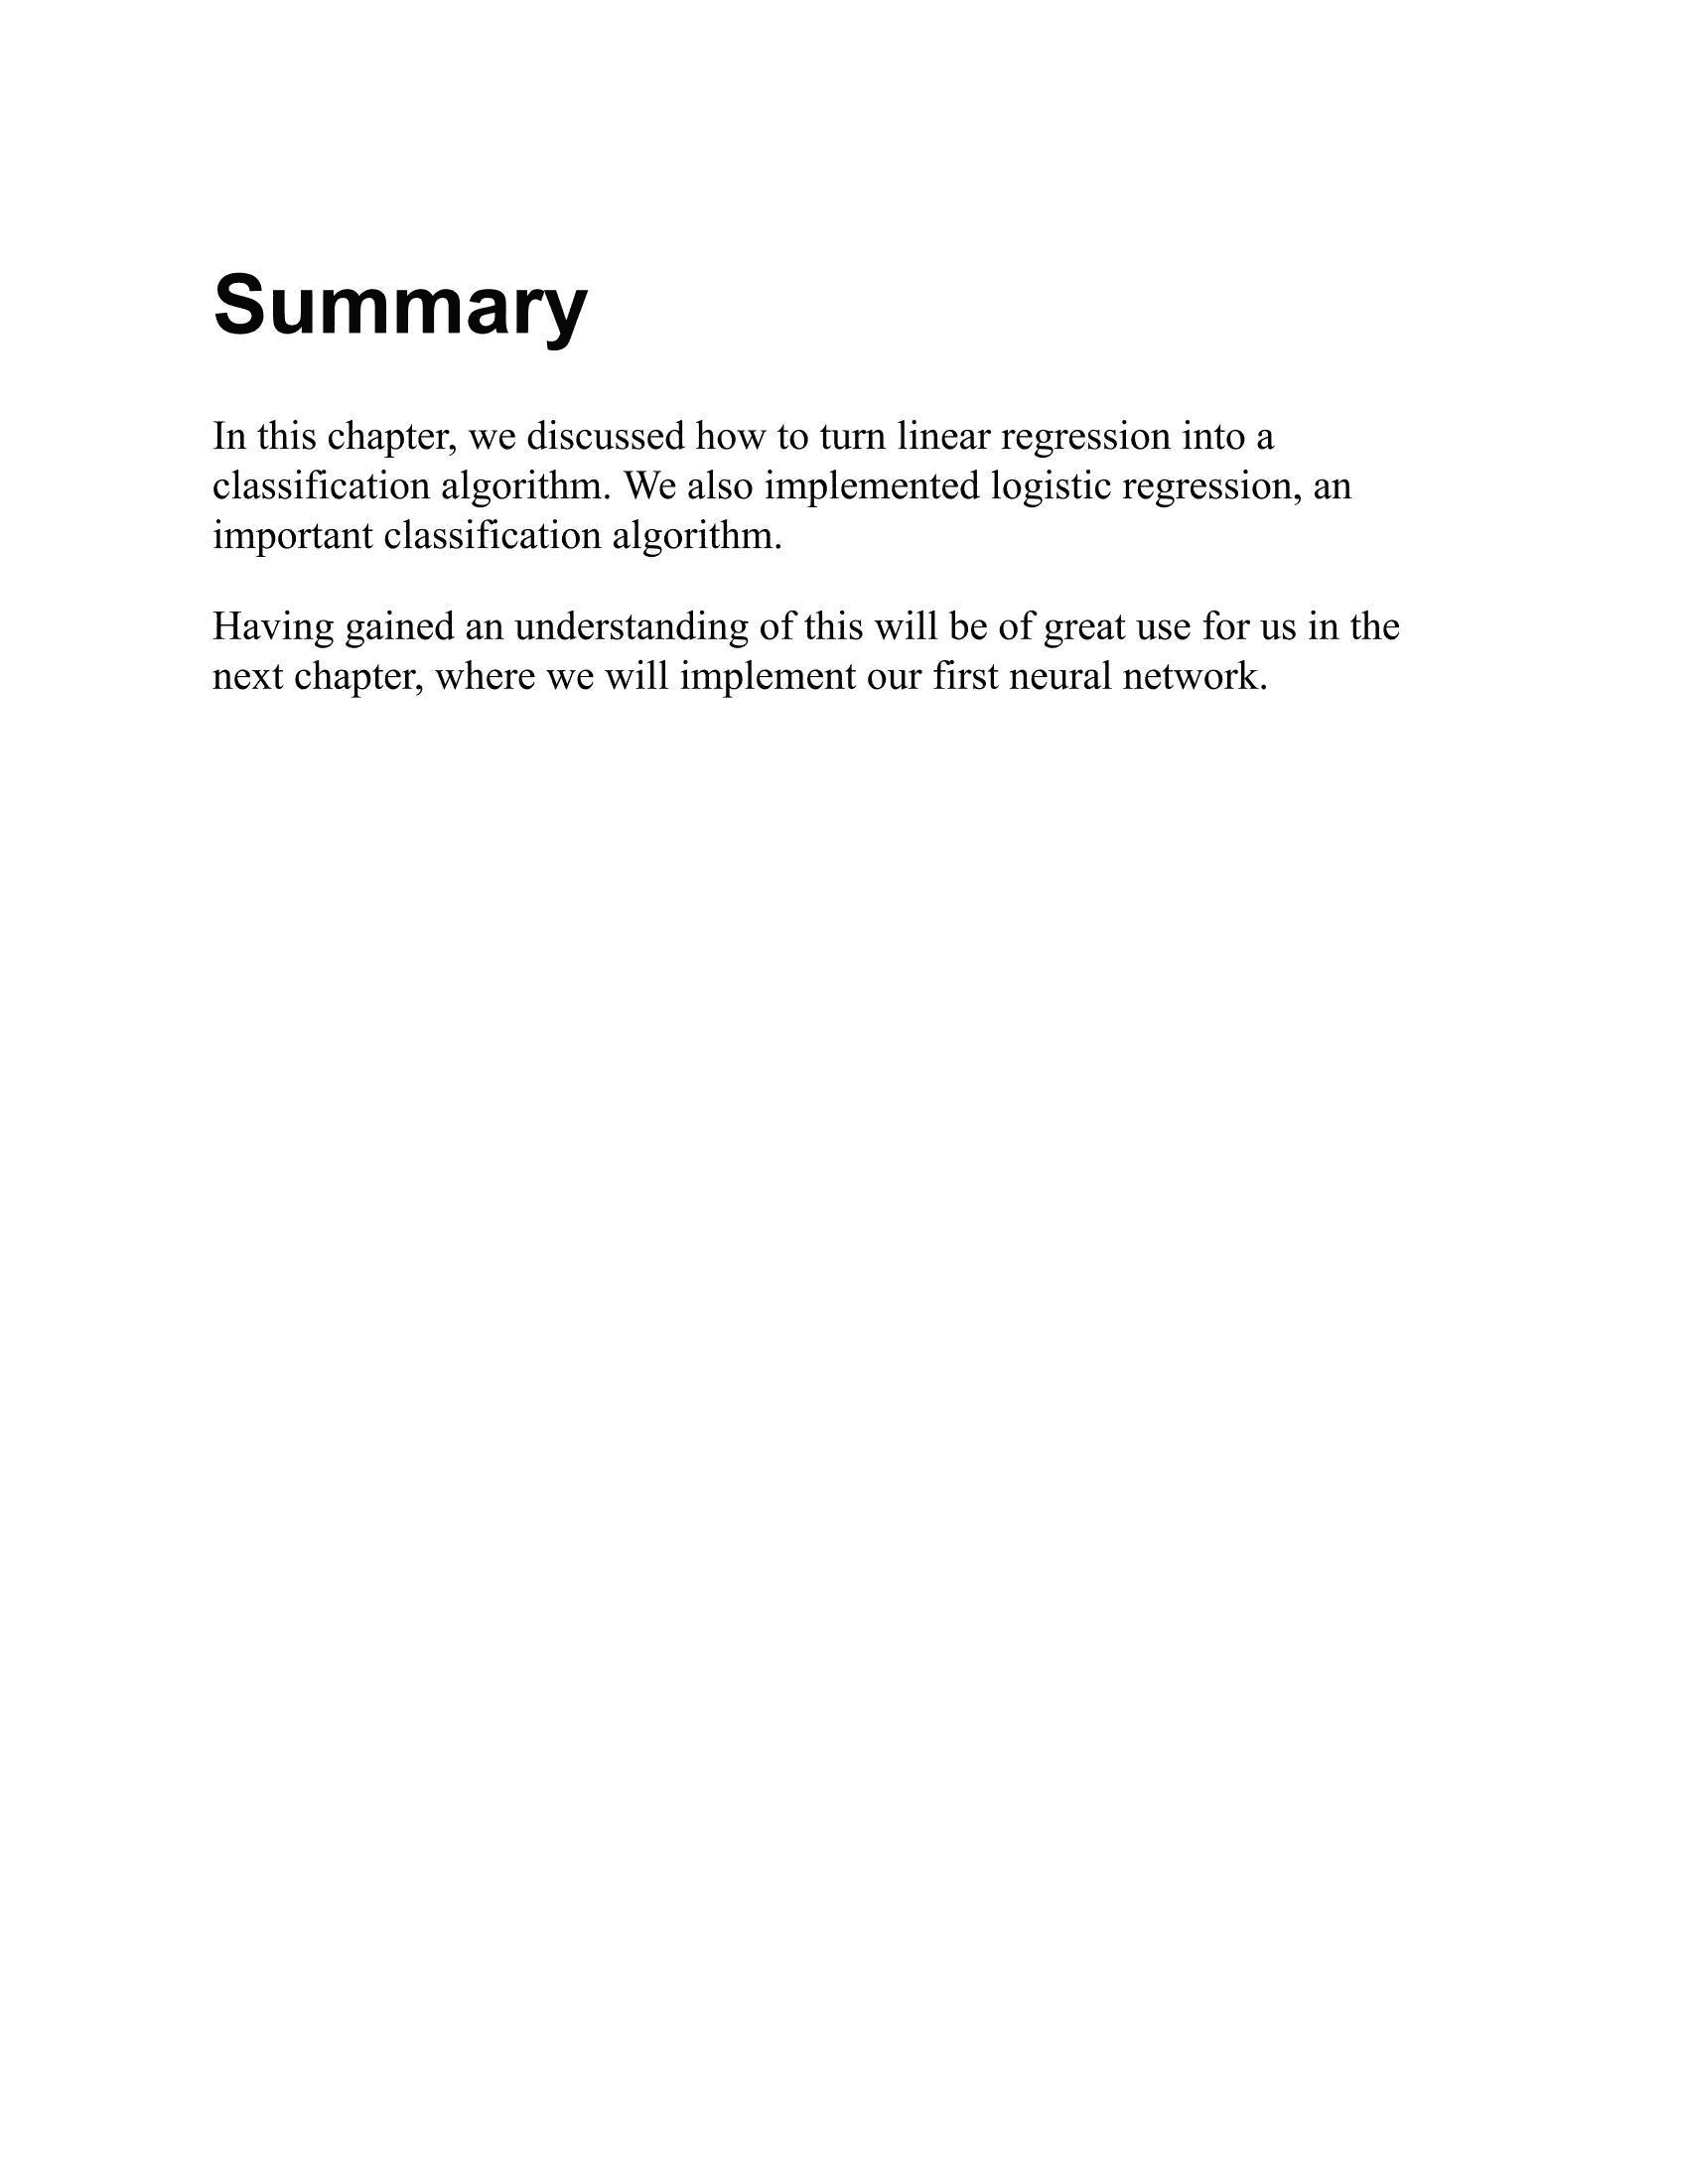 Summary
In this chapter, we discussed how to turn linear regression into a
classification algorithm. We also implemented logistic regression, an
important classification algorithm.
Having gained an understanding of this will be of great use for us in the
next chapter, where we will implement our first neural network.